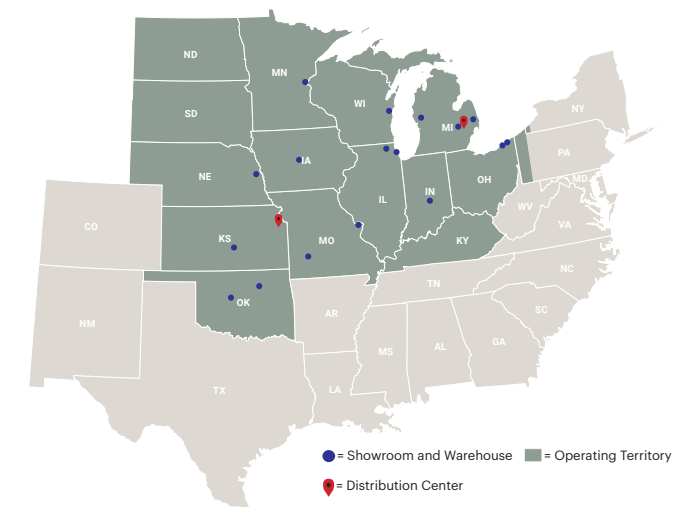 ND
MN
SD
WI
MI
NY
NE
IA
PA
IL
IN
OH
MD
WV
CO
KS
MO
KY
VA
NC
TN
OK
NM
AR
SC
MS
AL
GA
TX
LA
= Showroom and Warehouse
= Operating Territory
= Distribution Center